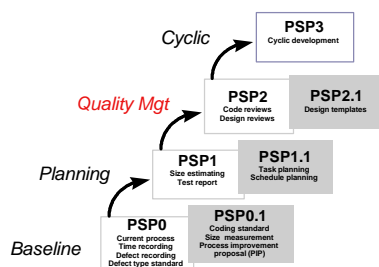 Cyclic
PSP3
Cyclic development
Quality Mgt
PSP2
Code reviews
Design reviews
PSP2.1
Design templates
Planning
PSP1
Size estimating
Test report
PSP1.1
Task planning
Schedule planning
Baseline
PSP0
Current process
Time recording
Defect recording
Defect type standard
PSP0.1
Coding standard
Size measurement
Process improvement
proposal (PIP)